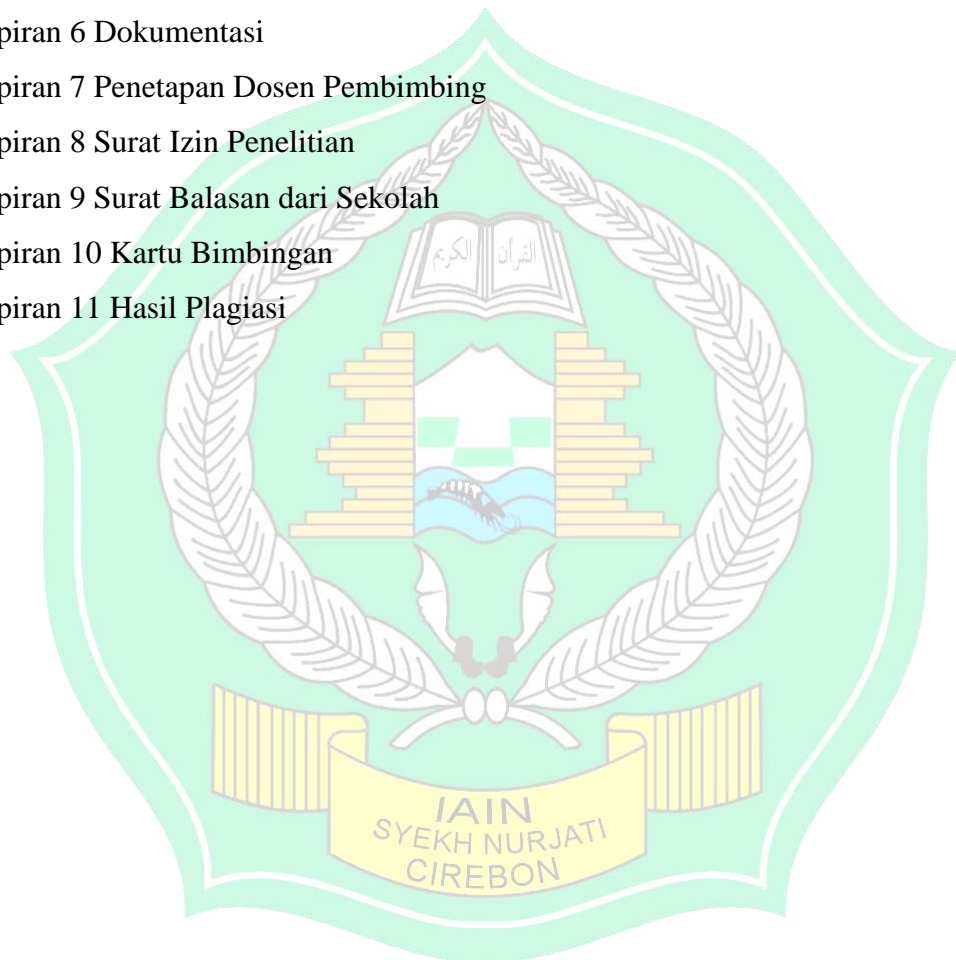 piran 6 Dokumentasi
piran 7 Penetapan Dosen Pembimbing
piran 8 Surat Izin Penelitian
piran 9 Surat Balasan dari Sekolah
piran 10 Kartu Bimbingan
piran 11 Hasil Plagiasi
القرآن الكريم
IAIN
SYEKH NURJATI
CIREBON